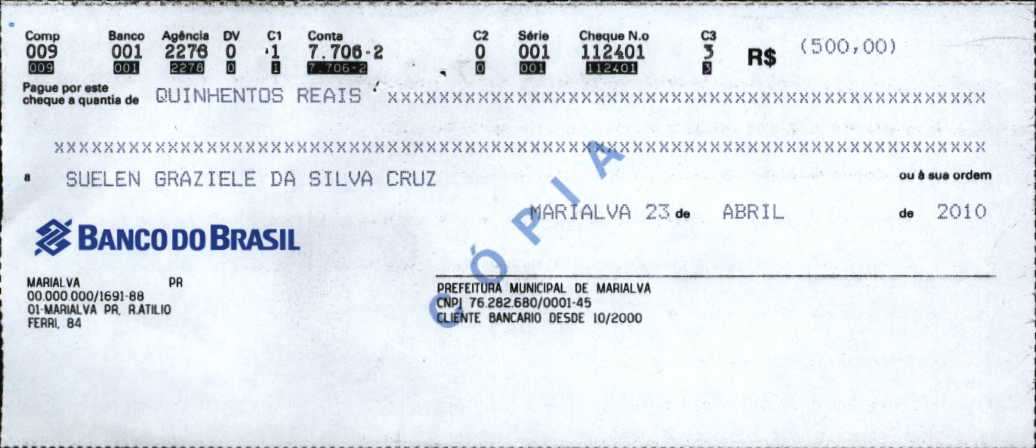 Comp Banco Agência DV C1 Conta C2 Série Cheque N.o C3
009 001 2276 0 1 7.706-2 0 001 112401 3 R$ (500,00)
009 001 2276 0 1 7.706-2 0 001 112401 3
Pague por este
cheque a quantia de QUINHENTOS REAIS xxxxxxxxxxxxxxxxxxxxxxxxxxxxxxxxxxxxxxxxxxxxxxxxxxxxxxxx
xxxxxxxxxxxxxxxxxxxxxxxxxxxxxxxxxxxxxxxxxxxxxxxxxxxxxxxxxxxxxxxxxxxxxxxxxxxxxxx
a SUELEN GRAZIELE DA SILVA CRUZ ou à sua ordem
MARIALVA 23 de ABRIL de 2010
BANCO DO BRASIL
CÓPIA
MARIALVA PR
00.000.000/1691-88
01-MARIALVA PR, R.ATILIO
FERRI, 84
PREFEITURA MUNICIPAL DE MARIALVA
CNPJ 76.282.680/0001-45
CLIENTE BANCARIO DESDE 10/2000